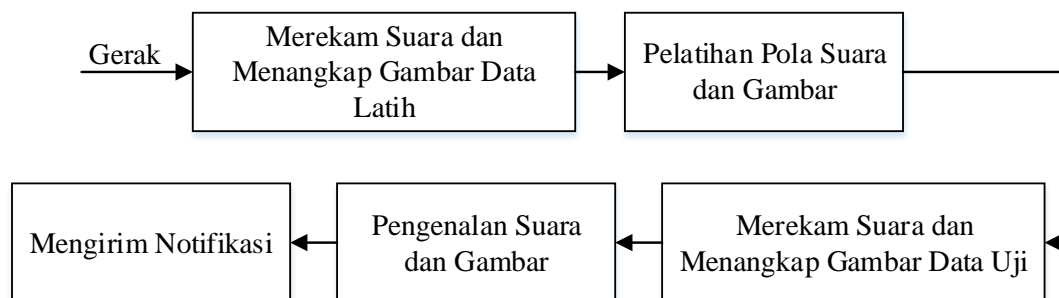 Gerak
Merekam Suara dan
Menangkap Gambar Data
Latih
Pelatihan Pola Suara
dan Gambar
Merekam Suara dan
Menangkap Gambar Data Uji
Pengenalan Suara
dan Gambar
Mengirim Notifikasi